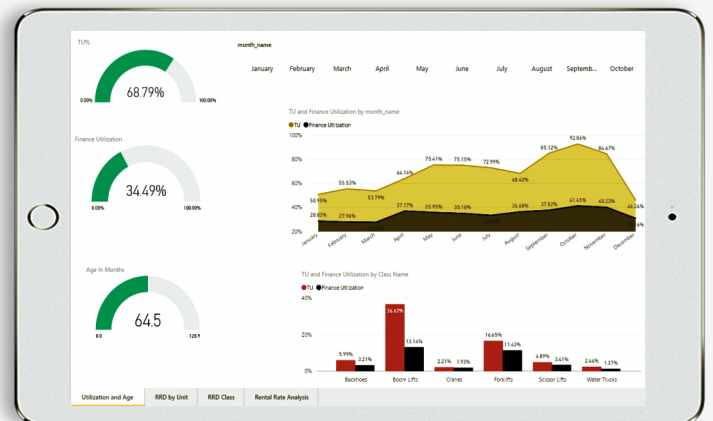 TU%
68.79%
0.00%
100.00%
Finance Utilization
34.49%
0.00%
100.00%
Age In Months
64.5
0.0
128.9
month_name
January February March April May June July August Septemb... October
TU and Finance Utilization by month_name
TU Finance Utilization
100%
80%
60%
40%
20%
50.95% 55.53% 53.79% 64.14% 75.41% 75.15% 72.99% 68.45% 85.12% 92.86% 84.67%
28.83% 27.96% 37.17% 35.95% 35.18% 36.48% 37.82% 41.45% 40.23%
January February March April May June July August September October November December
TU and Finance Utilization by Class Name
TU Finance Utilization
40%
20%
0%
5.99% 3.21% 36.62% 13.14% 2.21% 1.93% 16.65% 11.43% 4.89% 3.41% 2.44% 1.37%
Backhoes Boom Lifts Cranes Forklifts Scissor Lifts Water Trucks
Utilization and Age RRD by Unit RRD Class Rental Rate Analysis